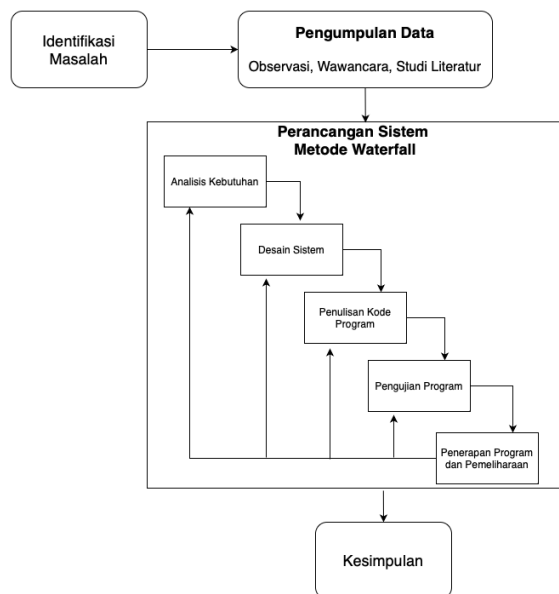 Identifikasi
Masalah
Pengumpulan Data
Observasi, Wawancara, Studi Literatur
Perancangan Sistem
Metode Waterfall
Analisis Kebutuhan
Desain Sistem
Penulisan Kode
Program
Pengujian Program
Penerapan Program
dan Pemeliharaan
Kesimpulan